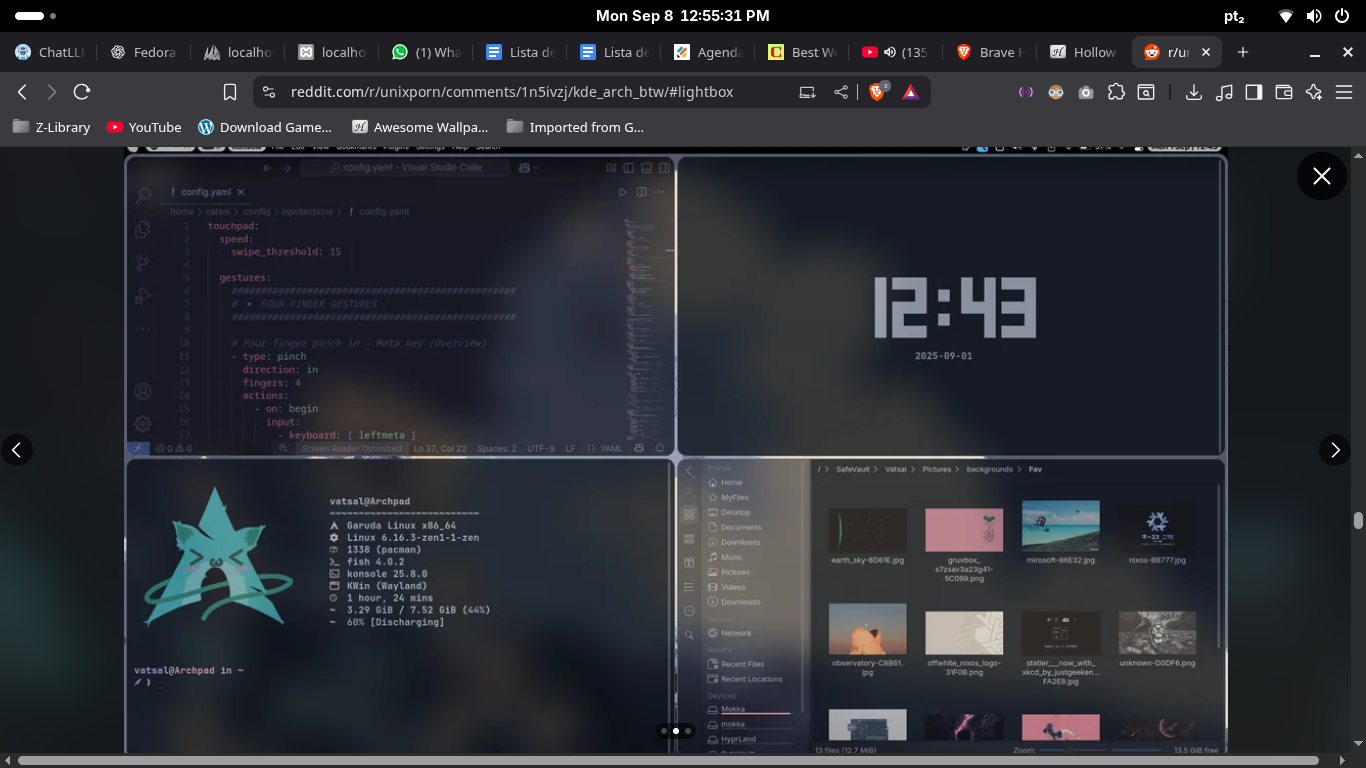 Mon Sep 8 12:55:31 PM
pt₂
ChatLL
Fedora
localho
localho
(1) Wha
Lista de
Lista de
Agenda
Best W
(135
Brave H
Hollow
r/u
reddit.com/r/unixporn/comments/1n5ivzj/kde_arch_btw/#lightbox
3
Z-Library
YouTube
Download Game...
Awesome Wallpa...
Imported from G...
config.yaml - Visual Studio Code
! config.yaml
home > vatsal > .config > inputactions > ! config.yaml
1 touchpad:
2 speed:
3 swipe_threshold: 15
4
5 gestures:
6 ################################################
7 # • FOUR-FINGER GESTURES
8 ################################################
9
10 # Four-finger pinch in → Meta key (Overview)
11 - type: pinch
12 direction: in
13 fingers: 4
14 actions:
15 - on: begin
16 input:
17 - keyboard: [ leftmeta ]
0 0
Screen Reader Optimized Ln 37, Col 22 Spaces: 2 UTF-8 LF {} YAML
12:43
2025-09-01
vatsal@Archpad
~~~~~~~~~~~~~~~~~~~~~~~~~
Garuda Linux x86_64
Linux 6.16.3-zen1-1-zen
1338 (pacman)
fish 4.0.2
konsole 25.8.0
KWin (Wayland)
1 hour, 24 mins
~ 3.29 GiB / 7.52 GiB (44%)
~ 60% [Discharging]
vatsal@Archpad in ~
❯
/ > SafeVault > Vatsal > Pictures > backgrounds > Fav
Places
Home
MyFiles
Desktop
Documents
Downloads
Music
Pictures
Videos
Downloads
Network
Recent
Recent Files
Recent Locations
Devices
Mokka
mokka
HyprLand
earth_sky-6D61E.jpg
gruvbox_
s7zsav3a23g41-
5C099.png
mirosoft-86E32.jpg
nixos-BB777.jpg
observatory-C8B61.
jpg
offwhite_nixos_logo-
31F0B.png
statler___now_with_
xkcd_by_justgeeken...
FA2E8.jpg
unknown-D0DF6.png
13 files (12.7 MiB)
Zoom:
13.5 GiB free